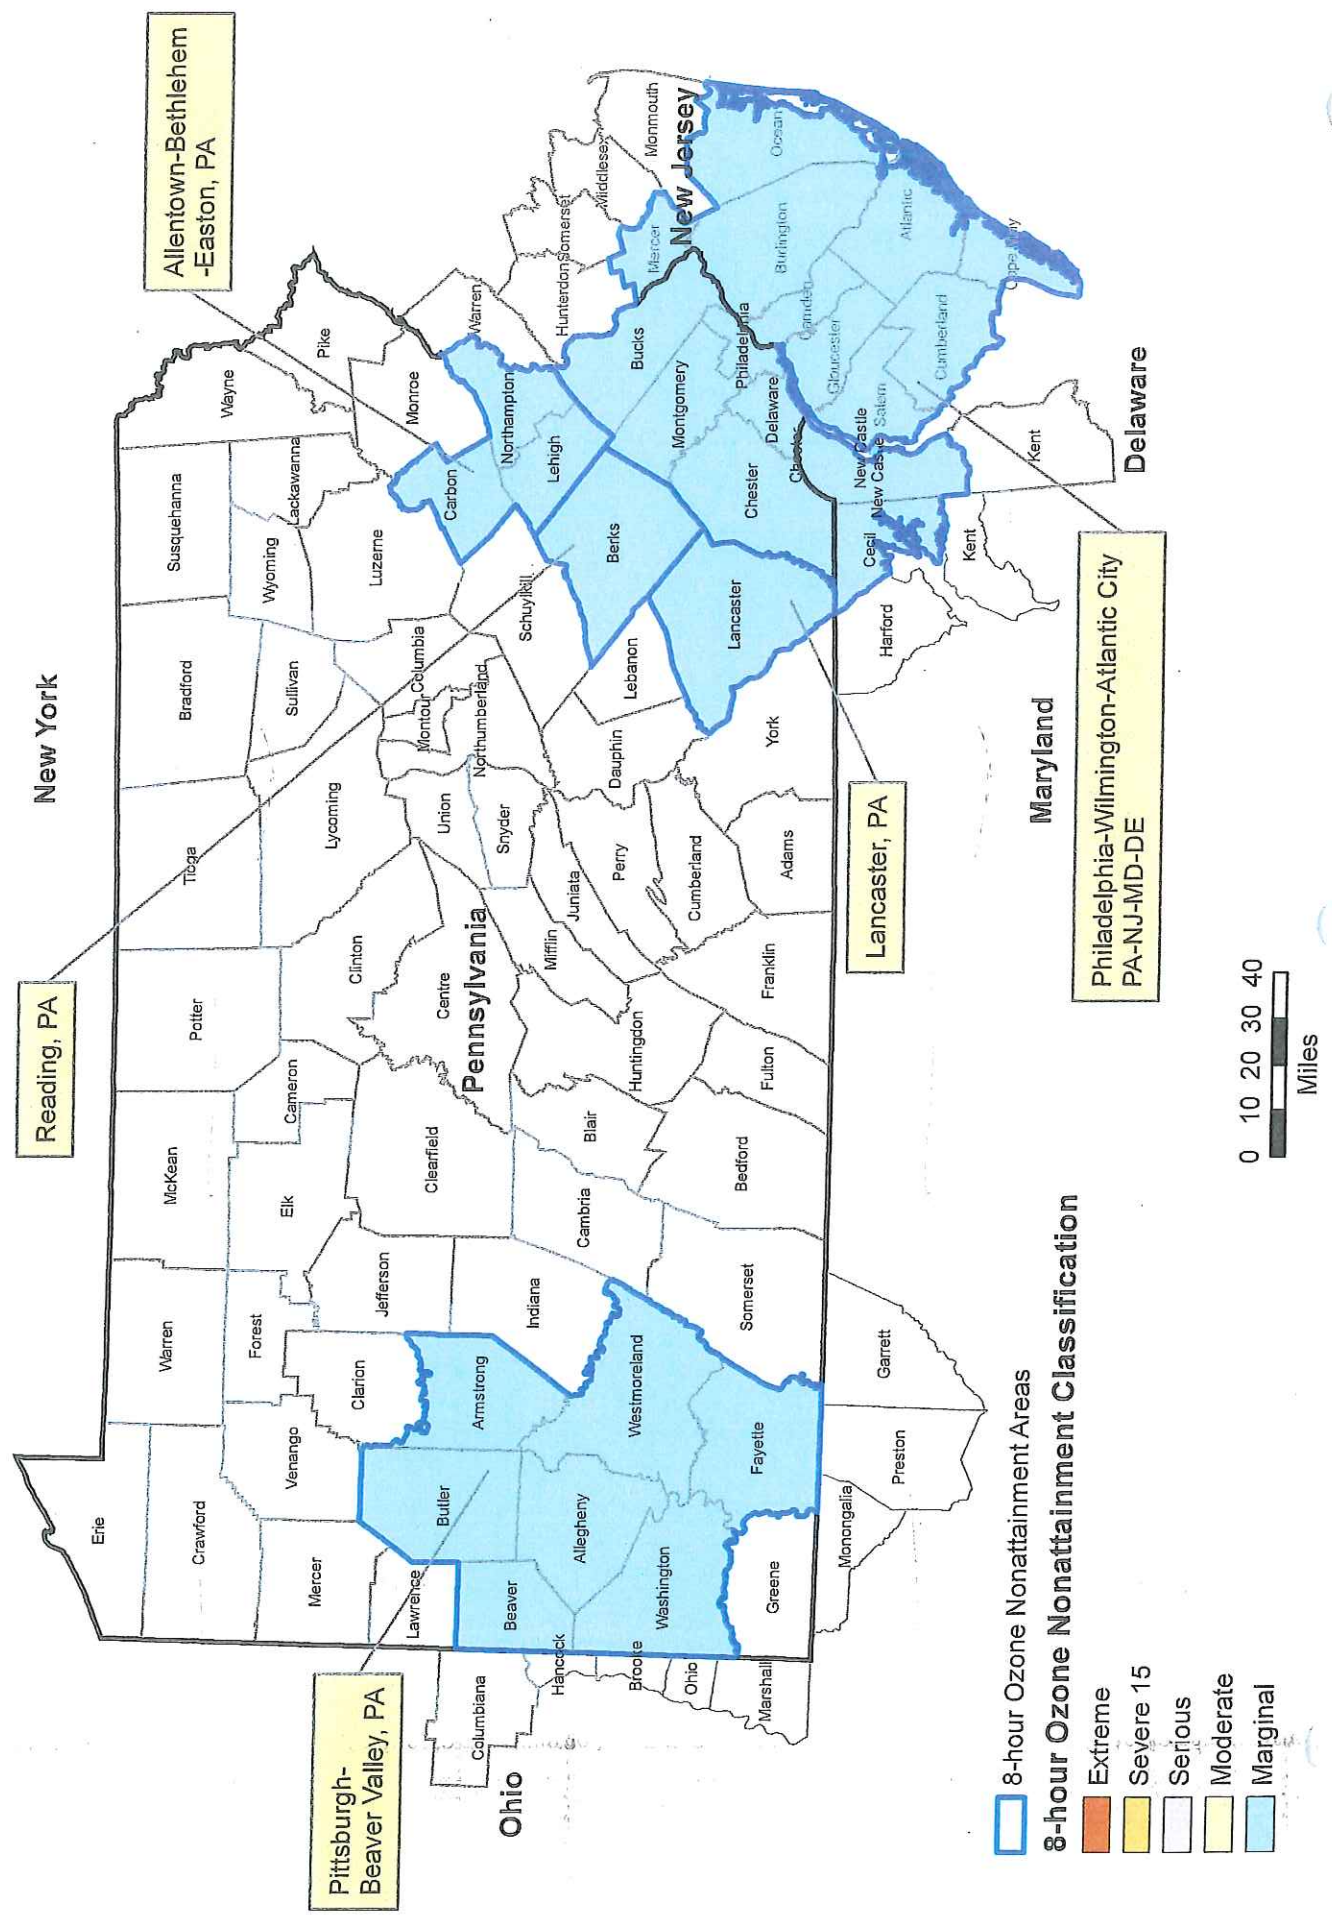 New York
Reading, PA
Allentown-Bethlehem
-Easton, PA
Pittsburgh-
Beaver Valley, PA
Erie
Warren
McKean
Potter
Tioga
Bradford
Susquehanna
Wayne
Crawford
Forest
Elk
Cameron
Lycoming
Sullivan
Wyoming
Lackawanna
Pike
Mercer
Venango
Clarion
Jefferson
Clinton
Luzerne
Monroe
Lawrence
Butler
Armstrong
Clearfield
Centre
Pennsylvania
Union
Montour
Columbia
Northumberland
Carbon
Northampton
Warren
Beaver
Indiana
Cambria
Blair
Mifflin
Snyder
Juniata
Schuylkill
Lehigh
Hunterdon
Somerset
Middlesex
Monmouth
Columbiana
Ohio
Hancock
Allegheny
Westmoreland
Huntingdon
Perry
Dauphin
Lebanon
Berks
Bucks
Mercer
New Jersey
Brooke
Ohio
Marshall
Washington
Greene
Fayette
Somerset
Bedford
Fulton
Franklin
Cumberland
Adams
York
Lancaster
Chester
Montgomery
Philadelphia
Delaware
Chester
Burlington
Ocean
Camden
Gloucester
Atlantic
Salem
Cumberland
Cape May
New Castle
New Castle
Cecil
Harford
Kent
Kent
Delaware
Monongalia
Preston
Garrett
Maryland
Lancaster, PA
Philadelphia-Wilmington-Atlantic City
PA-NJ-MD-DE
8-hour Ozone Nonattainment Areas
8-hour Ozone Nonattainment Classification
Extreme
Severe 15
Serious
Moderate
Marginal
0 10 20 30 40
Miles